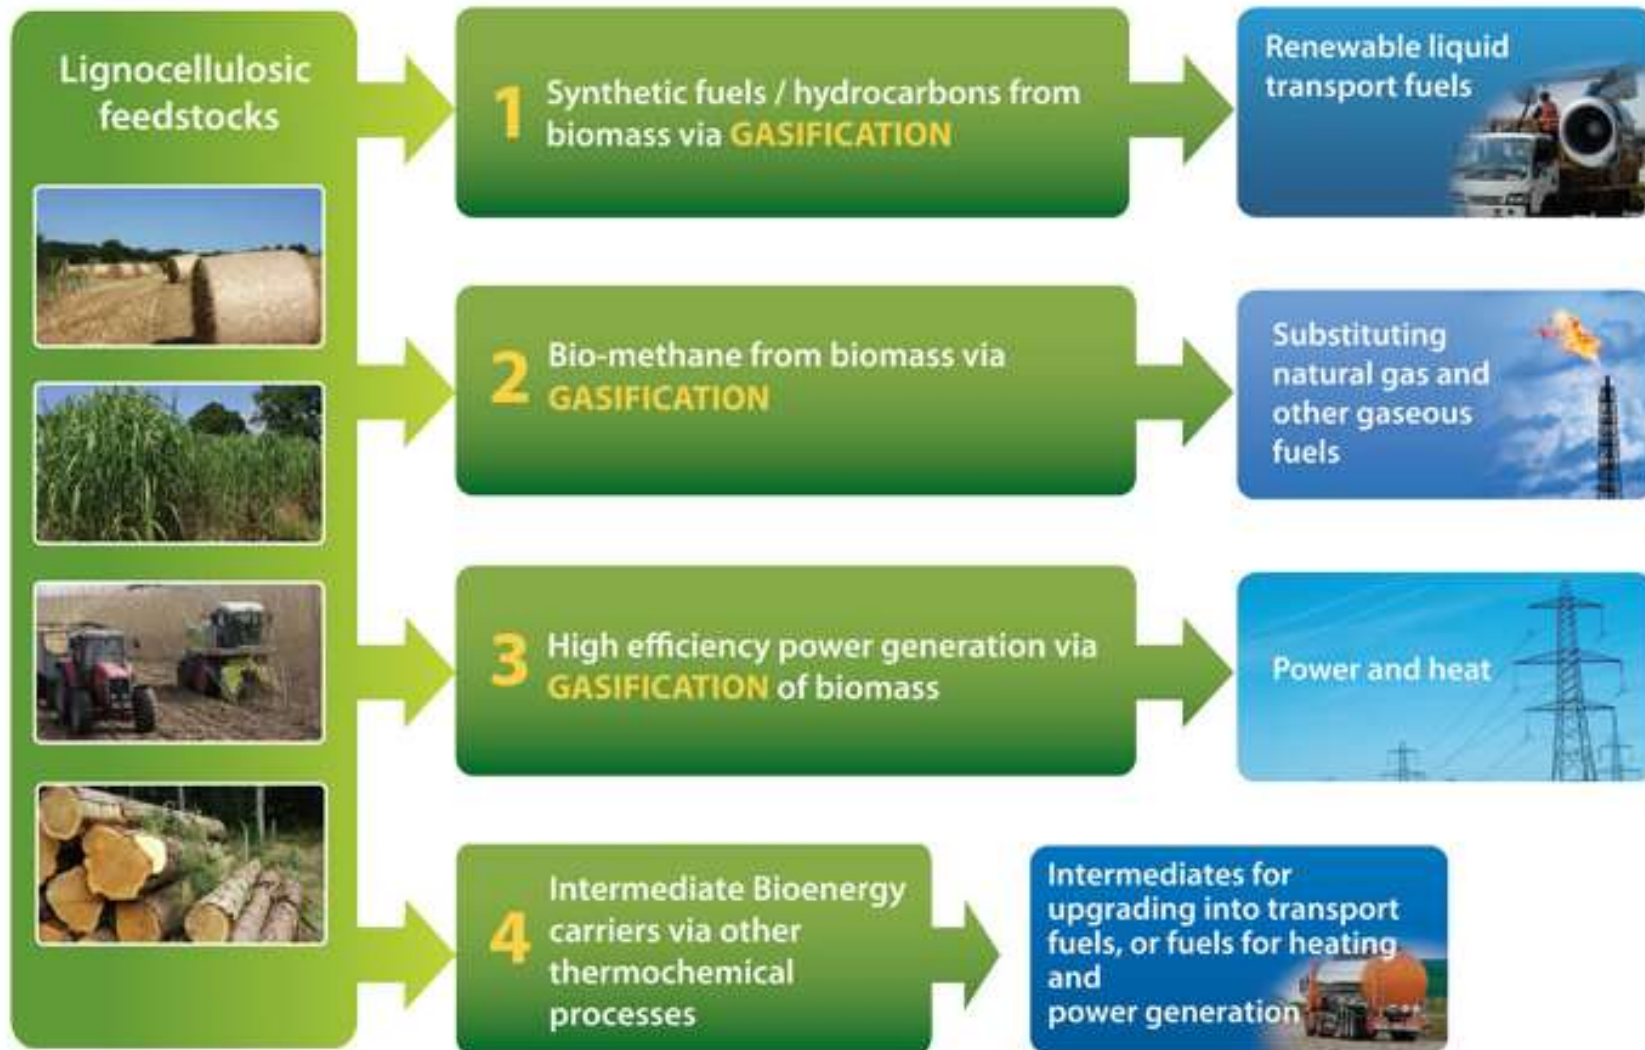 Lignocellulosic
feedstocks
1
Synthetic fuels / hydrocarbons from
biomass via GASIFICATION
Renewable liquid
transport fuels
2
Bio-methane from biomass via
GASIFICATION
Substituting
natural gas and
other gaseous
fuels
3
High efficiency power generation via
GASIFICATION of biomass
Power and heat
4
Intermediate Bioenergy
carriers via other
thermochemical
processes
Intermediates for
upgrading into transport
fuels, or fuels for heating
and
power generation